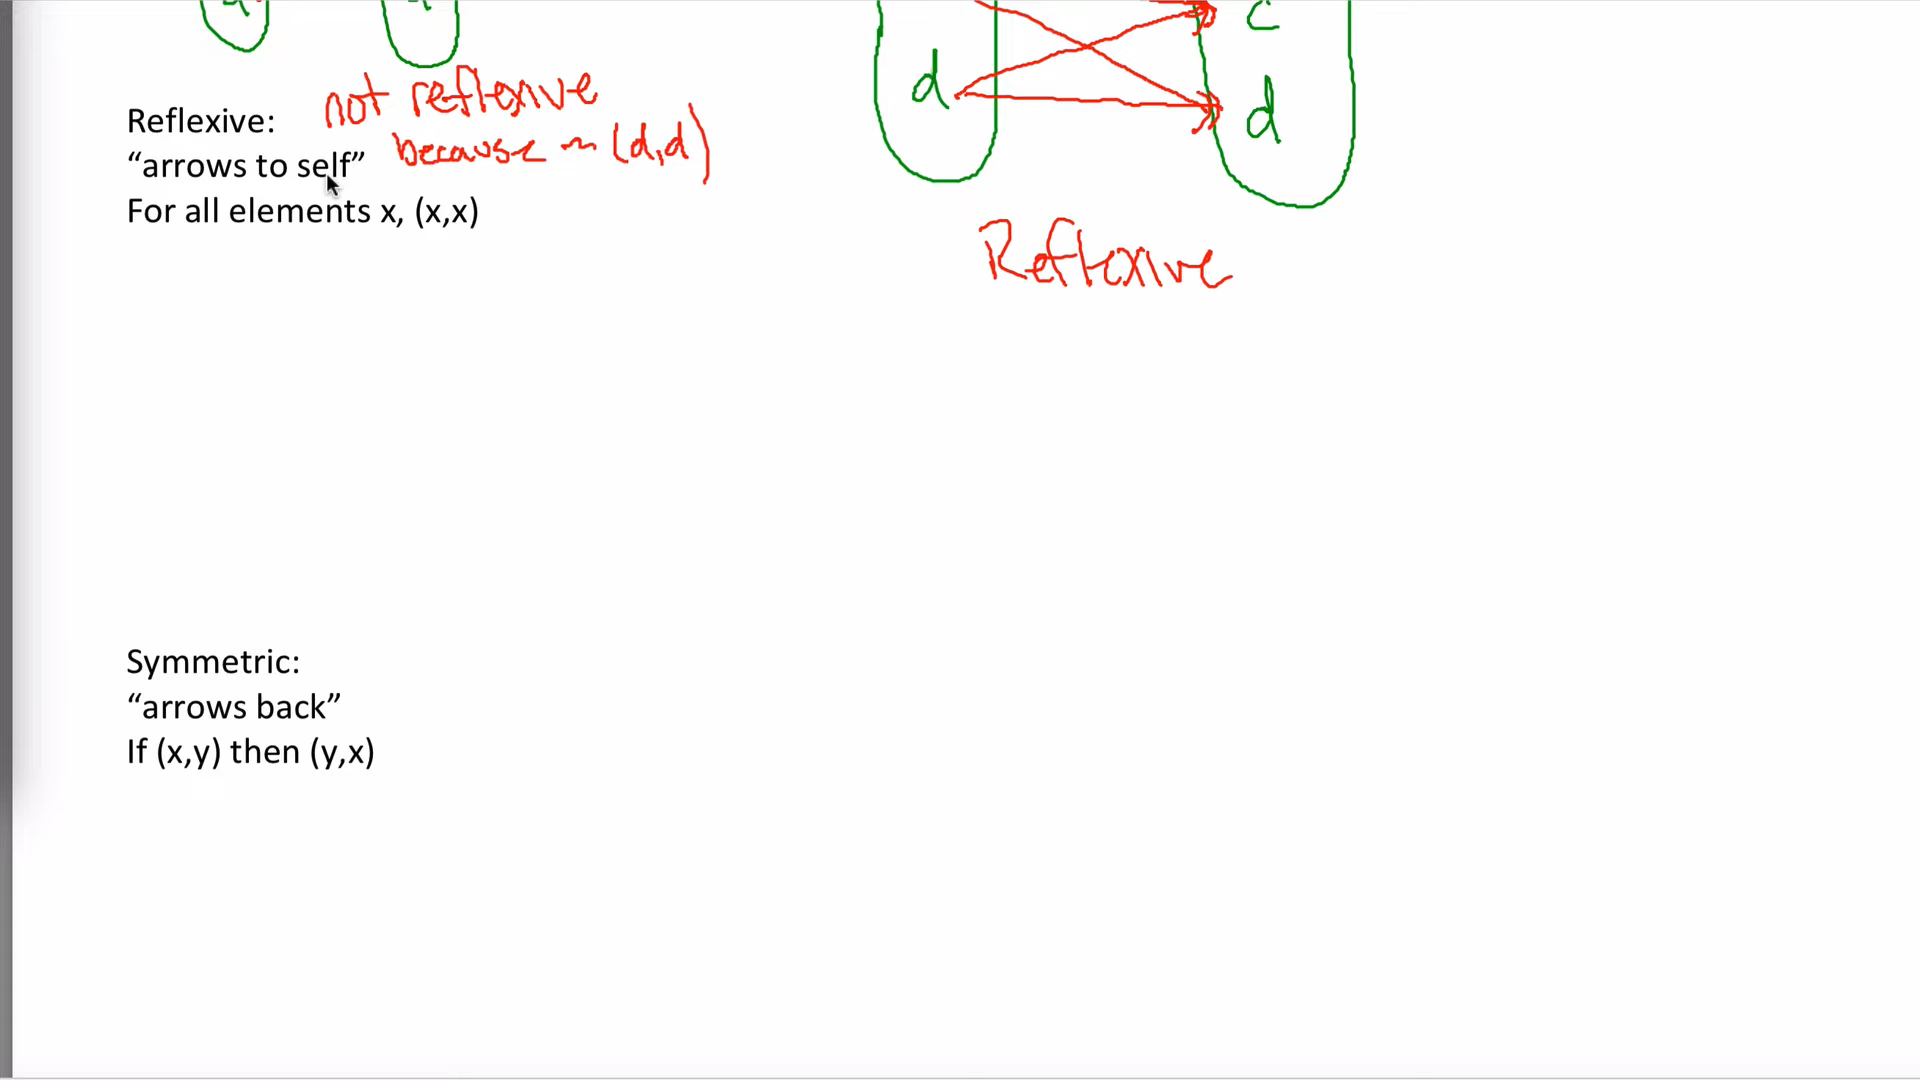 c
d
d
not reflexive
because ~ (d,d)
Reflexive:
“arrows to self”
For all elements x, (x,x)
Reflexive
Symmetric:
“arrows back”
If (x,y) then (y,x)